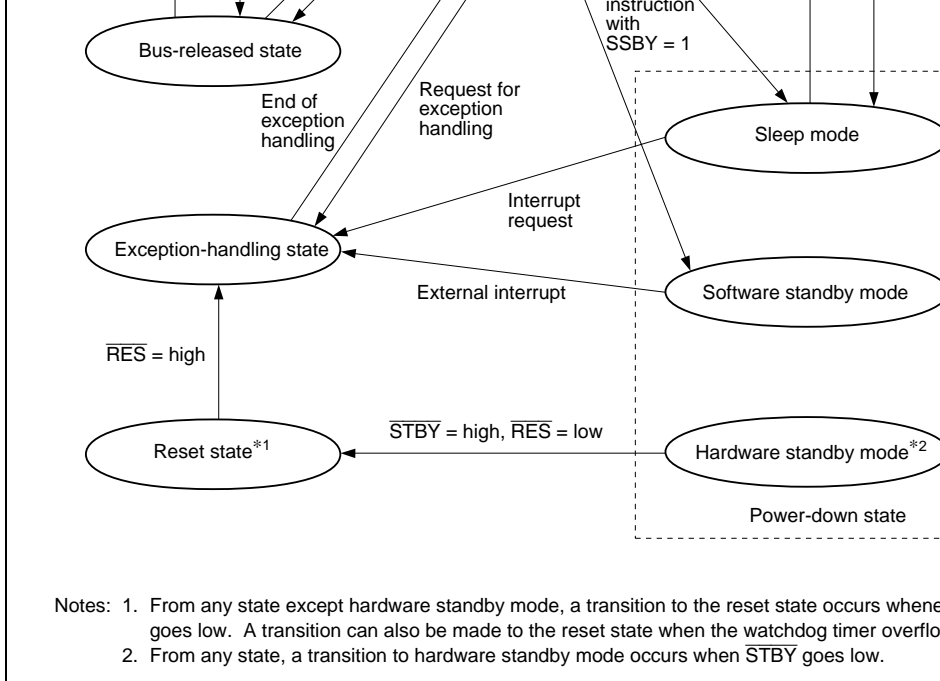 instruction
with
SSBY = 1
Bus-released state
End of
exception
handling
Request for
exception
handling
Sleep mode
Interrupt
request
Exception-handling state
External interrupt
Software standby mode
RES = high
Reset state*1
STBY = high, RES = low
Hardware standby mode*2
Power-down state
Notes: 1. From any state except hardware standby mode, a transition to the reset state occurs
goes low. A transition can also be made to the reset state when the watchdog timer
2. From any state, a transition to hardware standby mode occurs when STBY goes low.